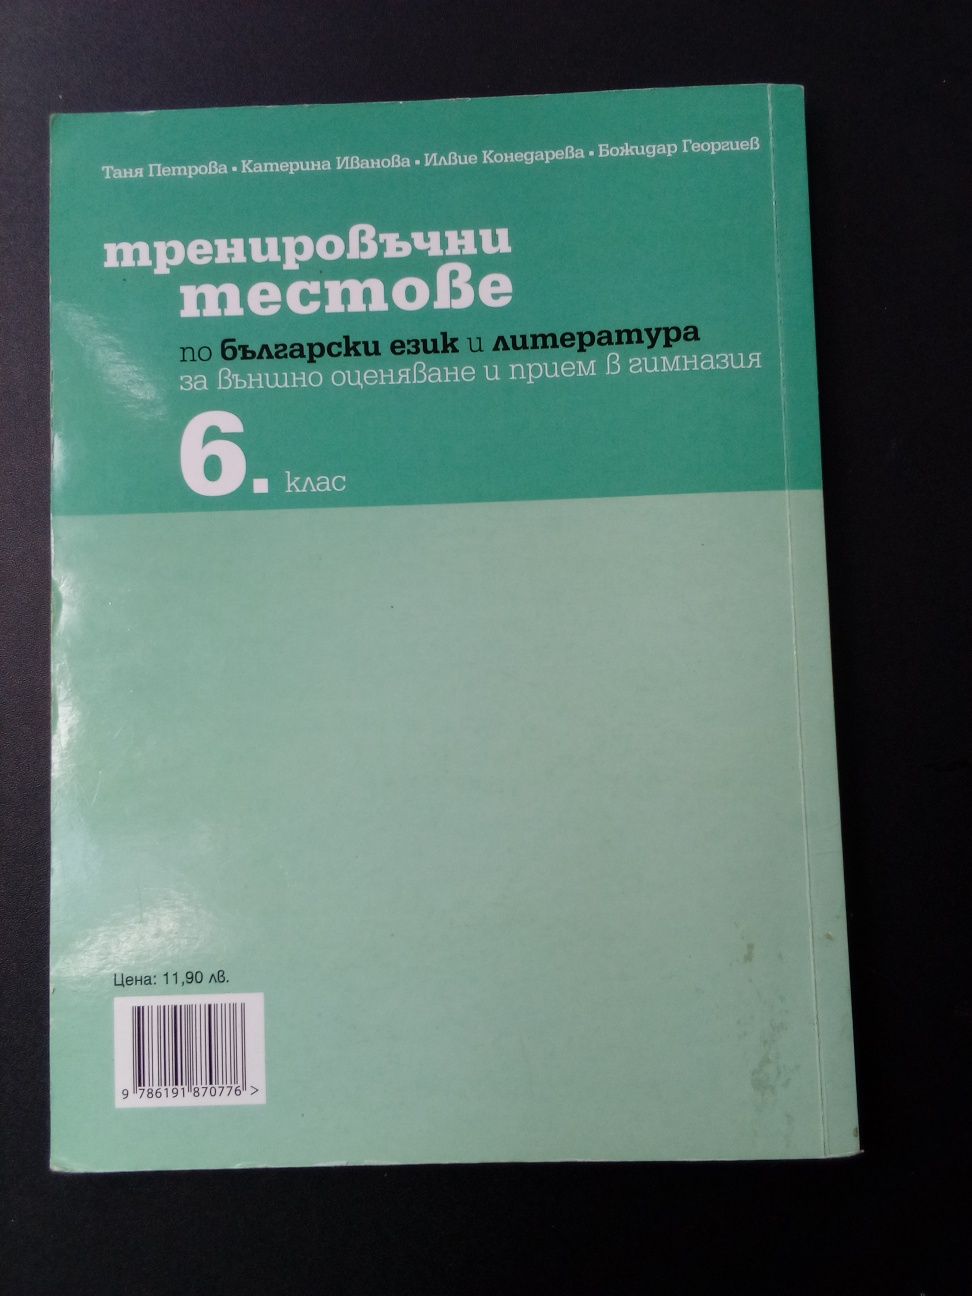 Таня Петрова ▪ Катерина Иванова ▪ Илвие Конедарева ▪ Божидар Георгиев
тренировъчни
тестове
по български език и литература
за външно оценяване и прием в гимназия
6. клас
Цена: 11,90 лв.
9 786191 870776 >